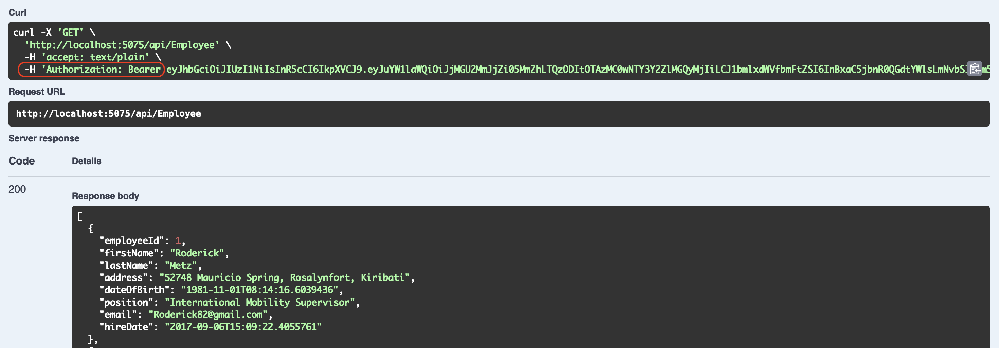 Curl
curl -X 'GET' \
'http://localhost:5075/api/Employee' \
-H 'accept: text/plain' \
-H 'Authorization: Bearer eyJhbGciOiJIUzI1NiIsInR5cCI6IkpXVCJ9.eyJuYW1laWQiOiJjMGU2MmJjZi05MmZhLTQzODItOTAzMC0wNTY3Y2ZlMGQyMjIiLCJ1bmlxdWVfbmFtZSI6InBxaC5jbnR0QGdtYWlsLmNvbS
Request URL
http://localhost:5075/api/Employee
Server response
Code Details
200
Response body
[
{
"employeeId": 1,
"firstName": "Roderick",
"lastName": "Metz",
"address": "52748 Mauricio Spring, Rosalynfort, Kiribati",
"dateOfBirth": "1981-11-01T08:14:16.6039436",
"position": "International Mobility Supervisor",
"email": "Roderick82@gmail.com",
"hireDate": "2017-09-06T15:09:22.4055761"
},